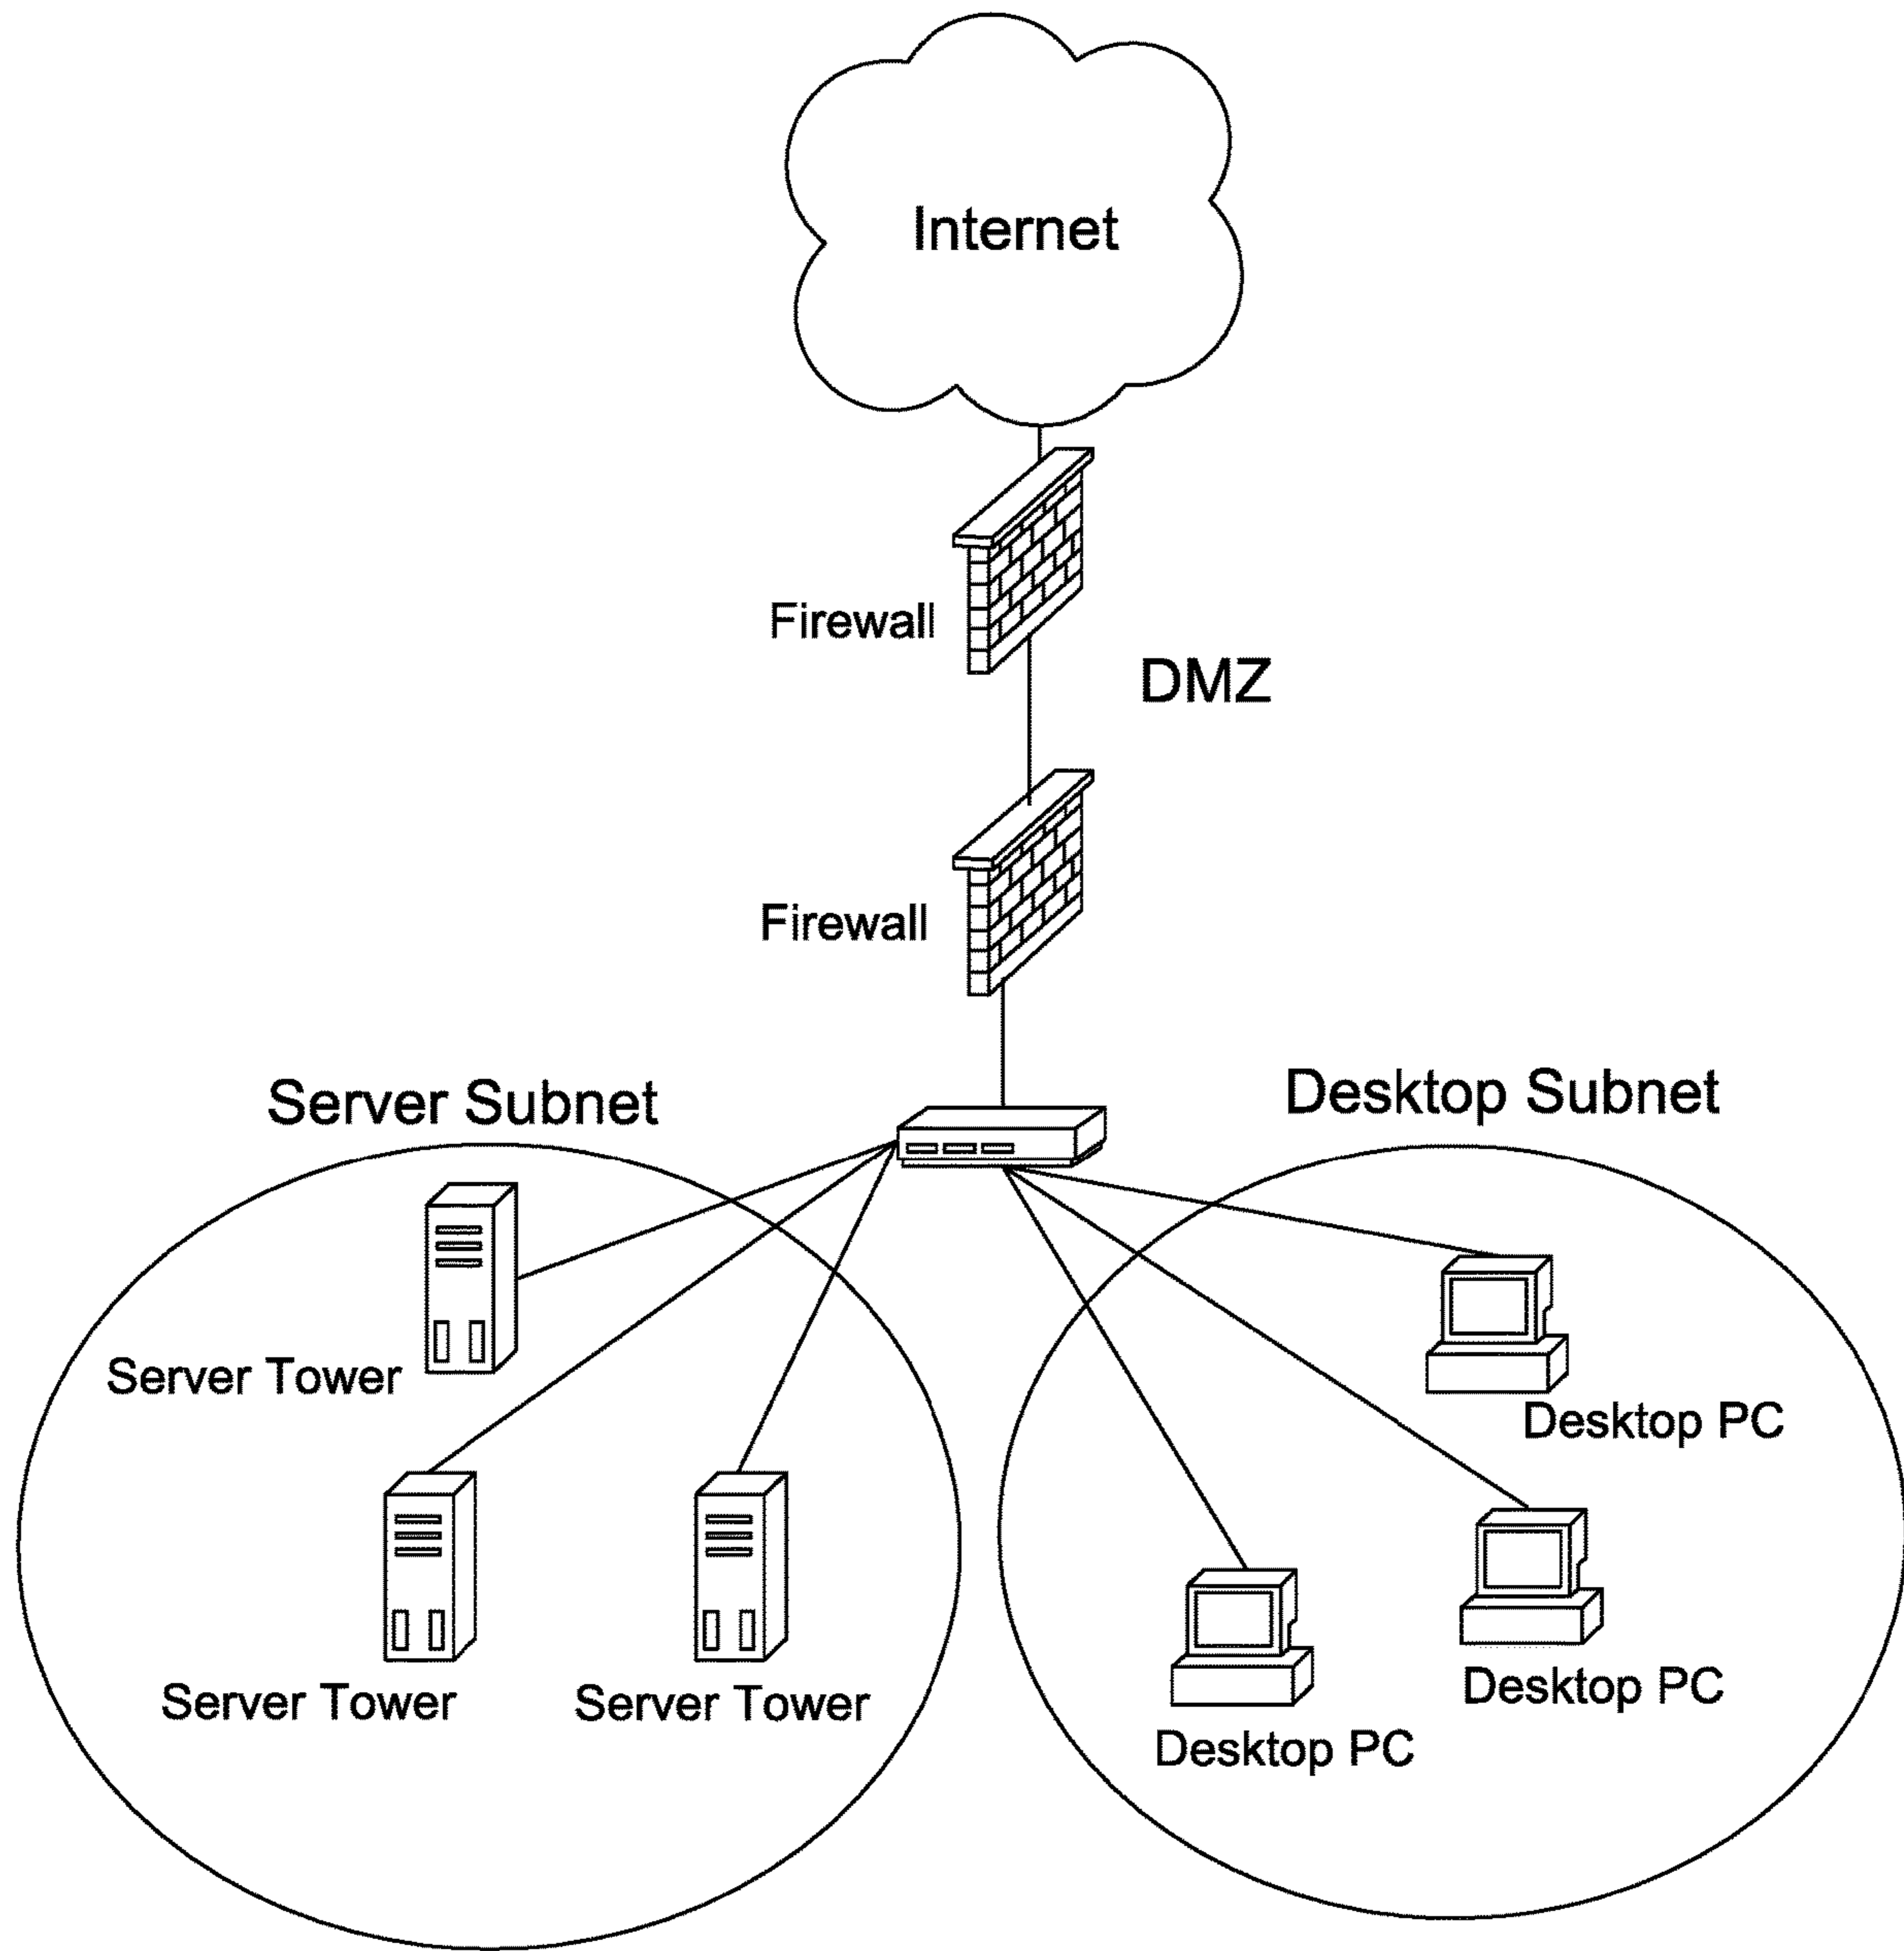 Internet
Firewall
DMZ
Firewall
Server Subnet
Desktop Subnet
Server Tower
Desktop PC
Server Tower
Server Tower
Desktop PC
Desktop PC